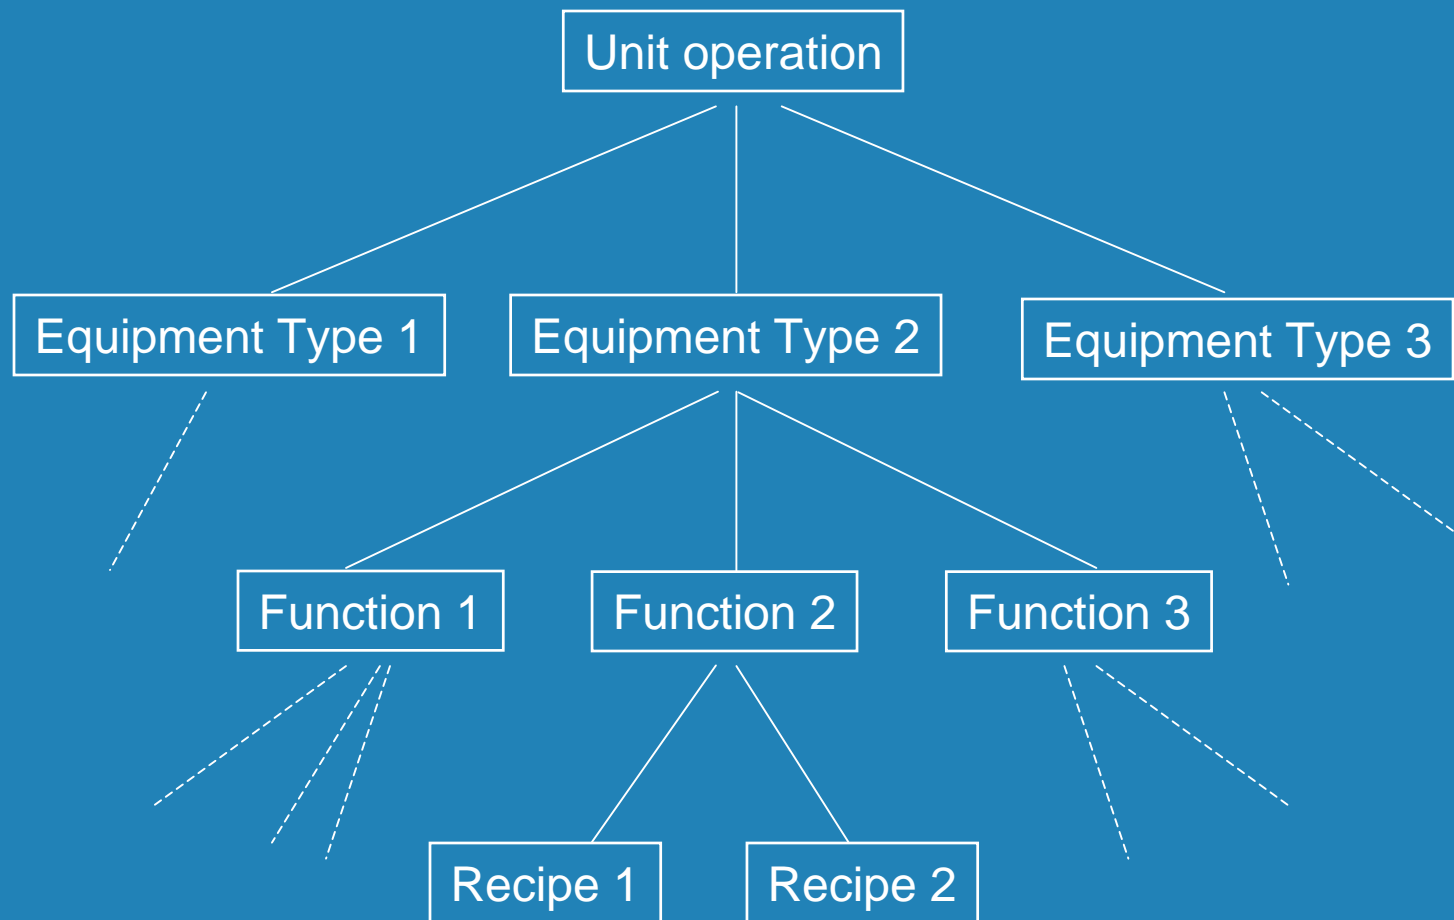 Unit operation
Equipment Type 1
Equipment Type 2
Equipment Type 3
Function 1
Function 2
Function 3
Recipe 1
Recipe 2